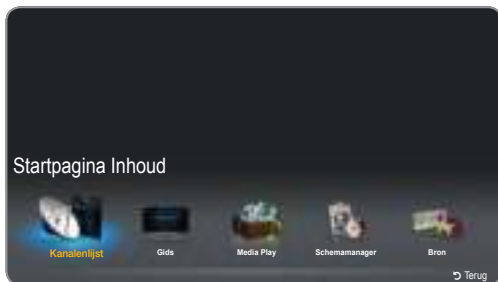 Startpagina Inhoud
Kanalenlijst Gids Media Play Schemamanager Bron
Terug